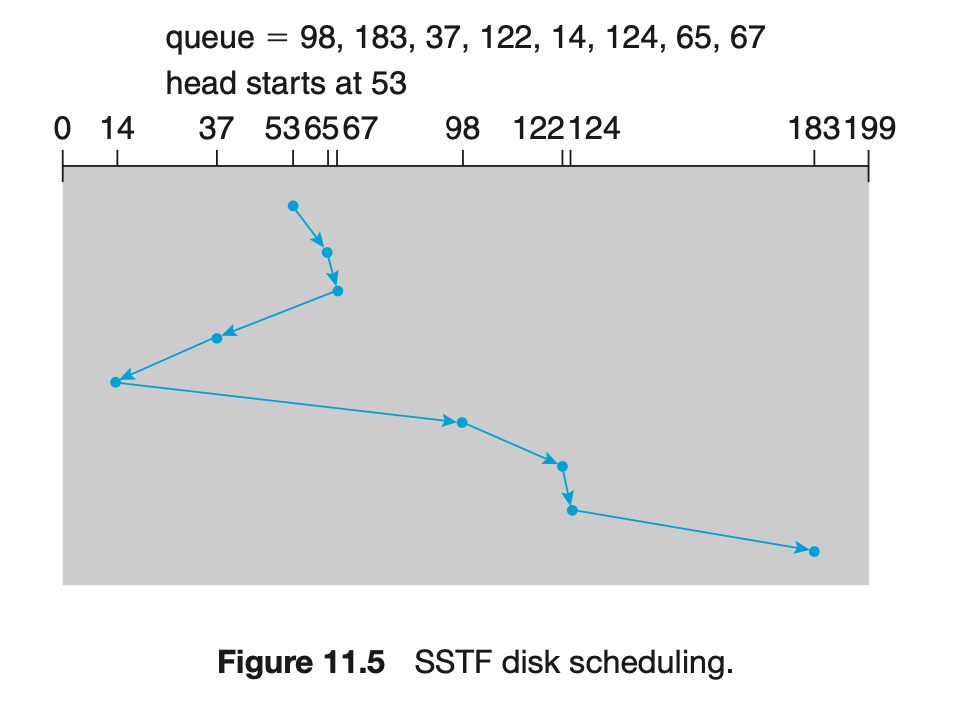 queue = 98, 183, 37, 122, 14, 124, 65, 67
head starts at 53
0 14 37 53 65 67 98 122 124 183 199
Figure 11.5 SSTF disk scheduling.